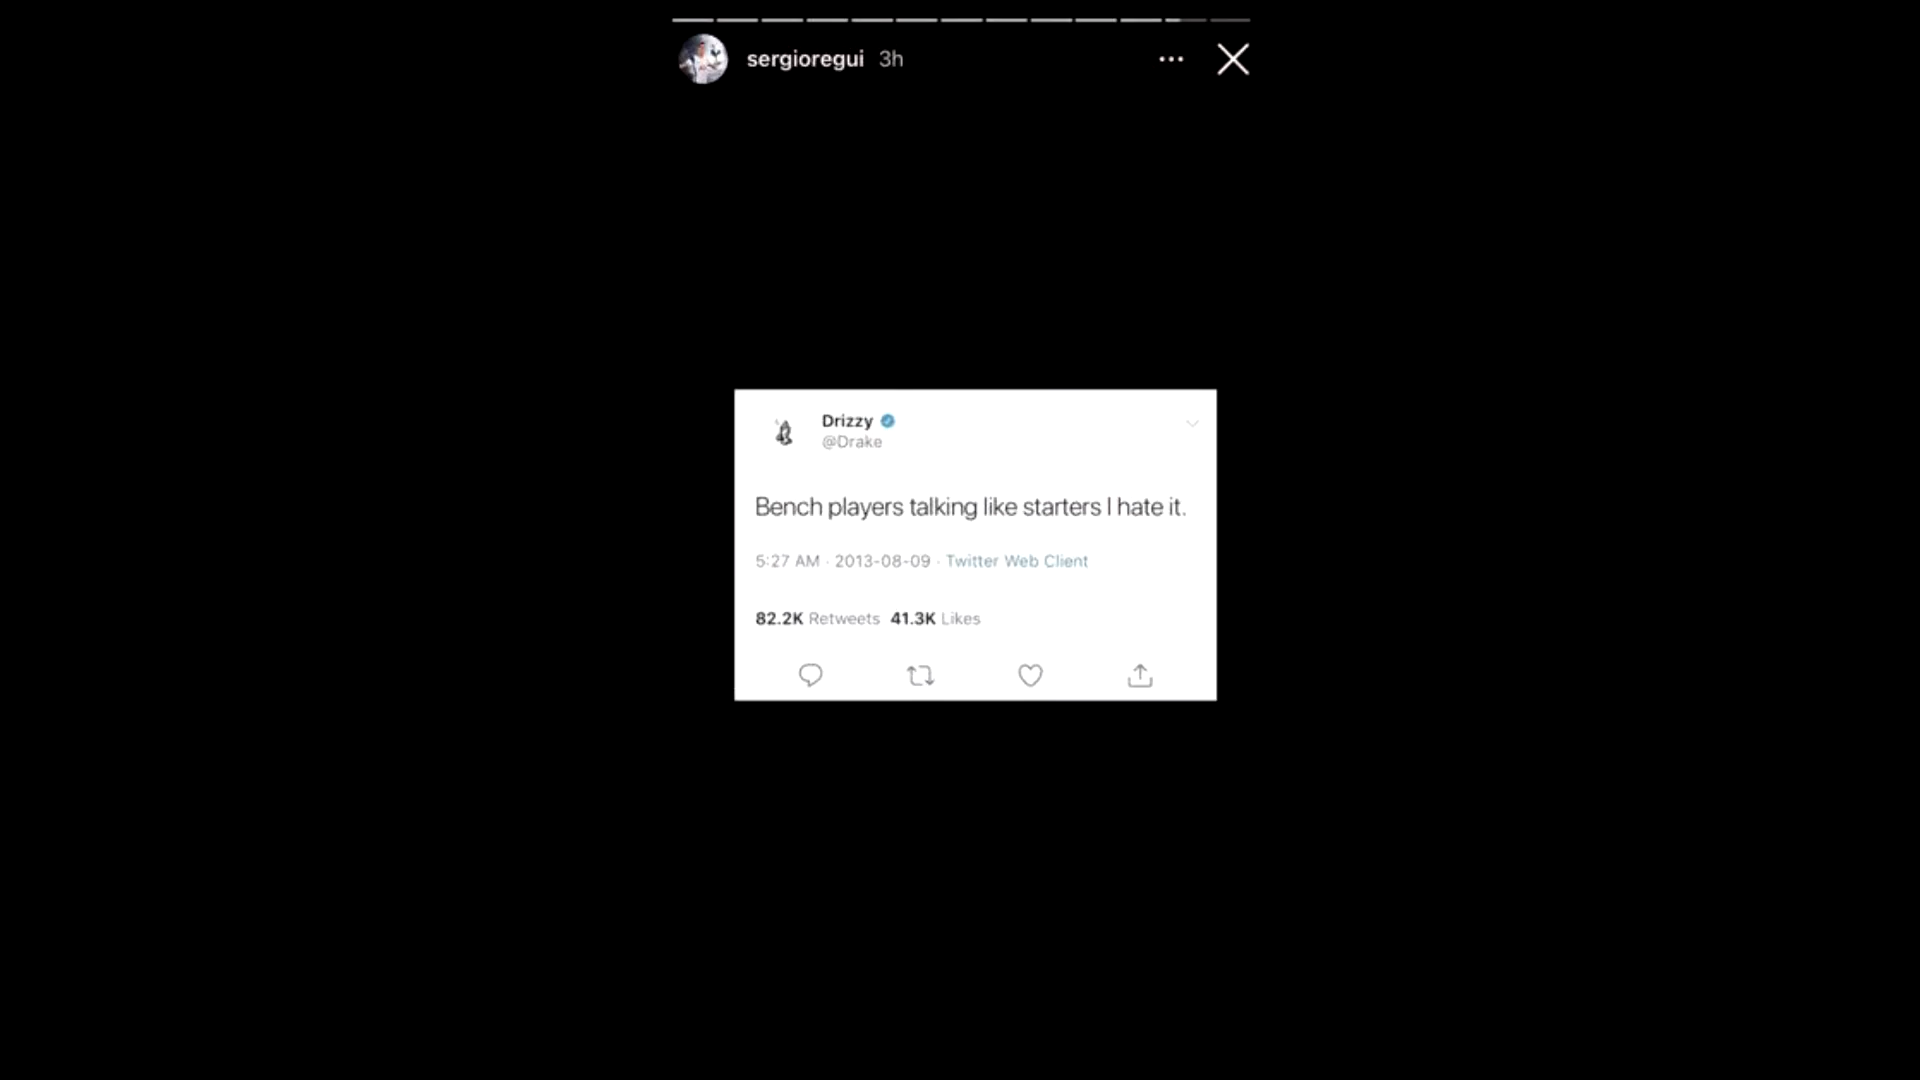 sergioregui 3h
Drizzy
@Drake
Bench players talking like starters I hate it.
5:27 AM · 2013-08-09 · Twitter Web Client
82.2K Retweets 41.3K Likes